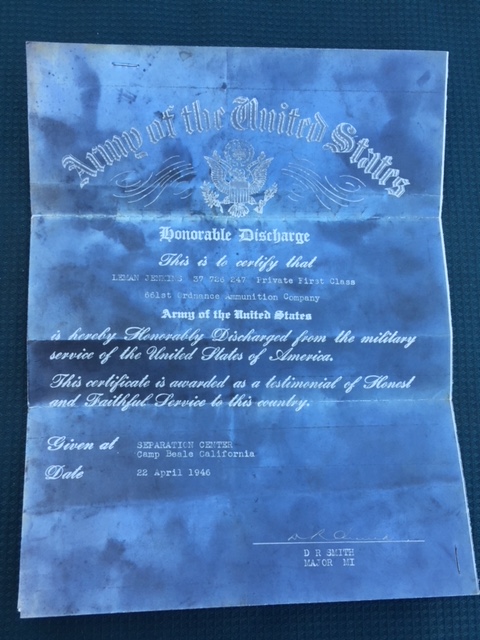 Army of the United States
Honorable Discharge
This is to certify that
LEMAN JENKINS 37 726 247 Private First Class
661st Ordnance Ammunition Company
Army of the United States
is hereby Honorably Discharged from the military
service of the United States of America.
This certificate is awarded as a testimonial of Honest
and Faithful Service to this country.
Given at SEPARATION CENTER
Camp Beale California
Date 22 April 1946
D R SMITH
MAJOR MI